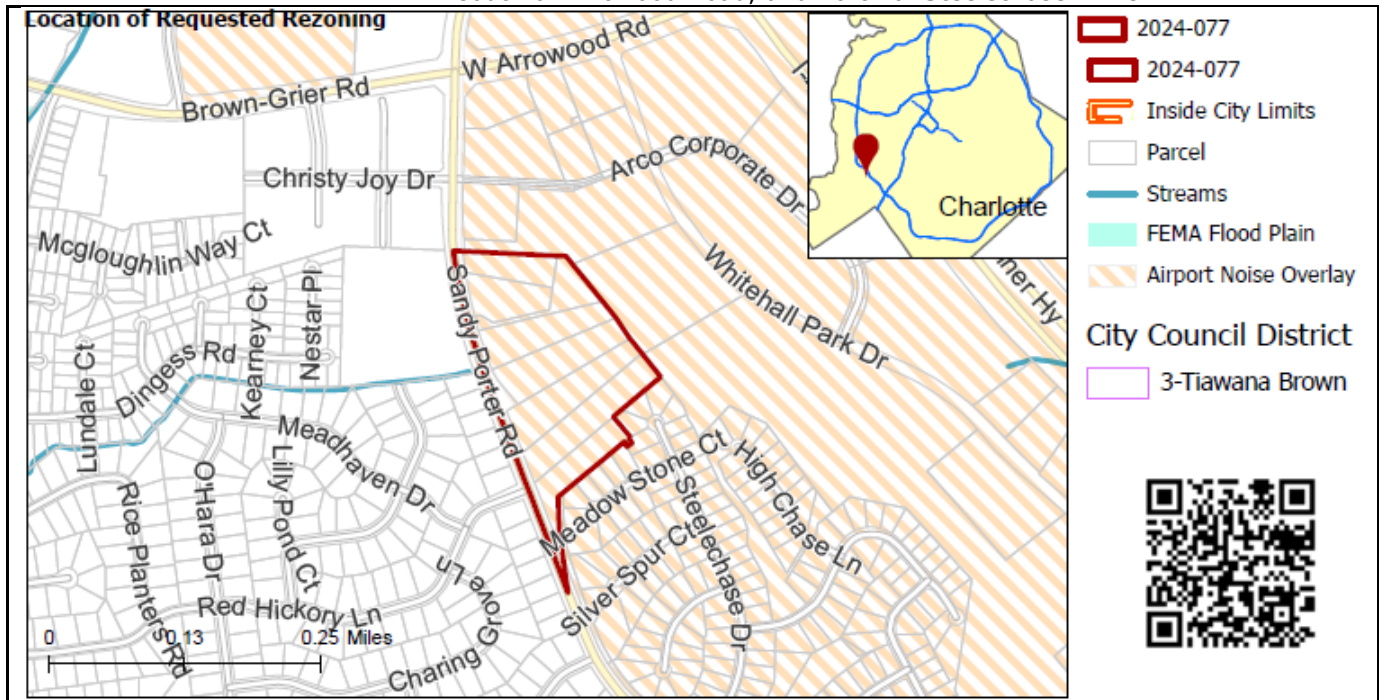 Location of Requested Rezoning
W Arrowood Rd
Brown-Grier Rd
Arco Corporate Dr
Christy Joy Dr
Mcgloughlin Way Ct
Sandy Porter Rd
Whitehall Park Dr
Kearney Ct
Nestar Pl
Dingess Rd
Lundale Ct
Meadhaven Dr
Meadow Stone Ct
High Chase Ln
O'Hara Dr
Lilly Pond Ct
Rice Planters Rd
Steelechase Dr
Silver Spur Ct
Red Hickory Ln
Grove Ln
Charing
0 0.13 0.25 Miles
Charlotte
2024-077
2024-077
Inside City Limits
Parcel
Streams
FEMA Flood Plain
Airport Noise Overlay
City Council District
3-Tiawana Brown